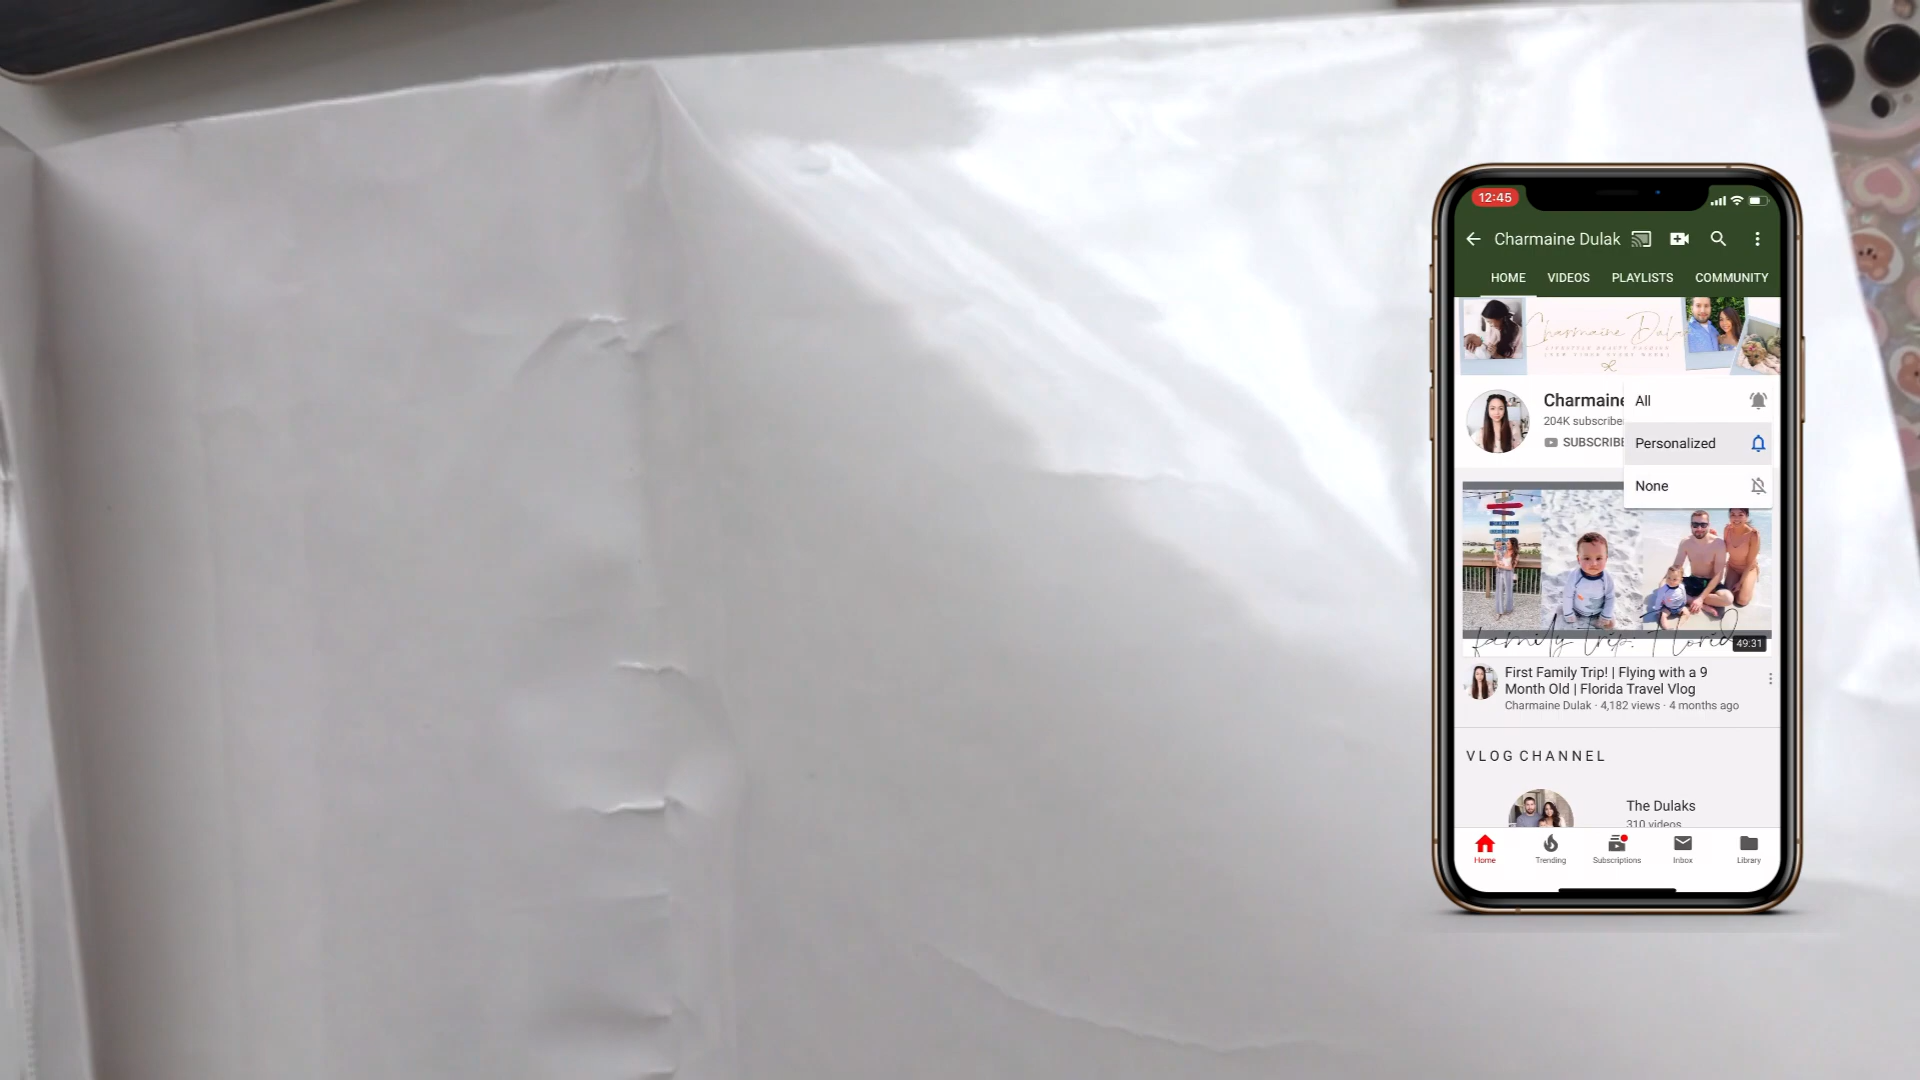 12:45
Charmaine Dulak
HOME VIDEOS PLAYLISTS COMMUNITY
Charmaine
204K
All
Personalized
None
49:31
First Family Trip! | Flying with a 9
Month Old | Florida Travel Vlog
Charmaine Dulak · 4,182 views · 4 months ago
VLOG CHANNEL
The Dulaks
310 videos
Home Trending Subscriptions Inbox Library